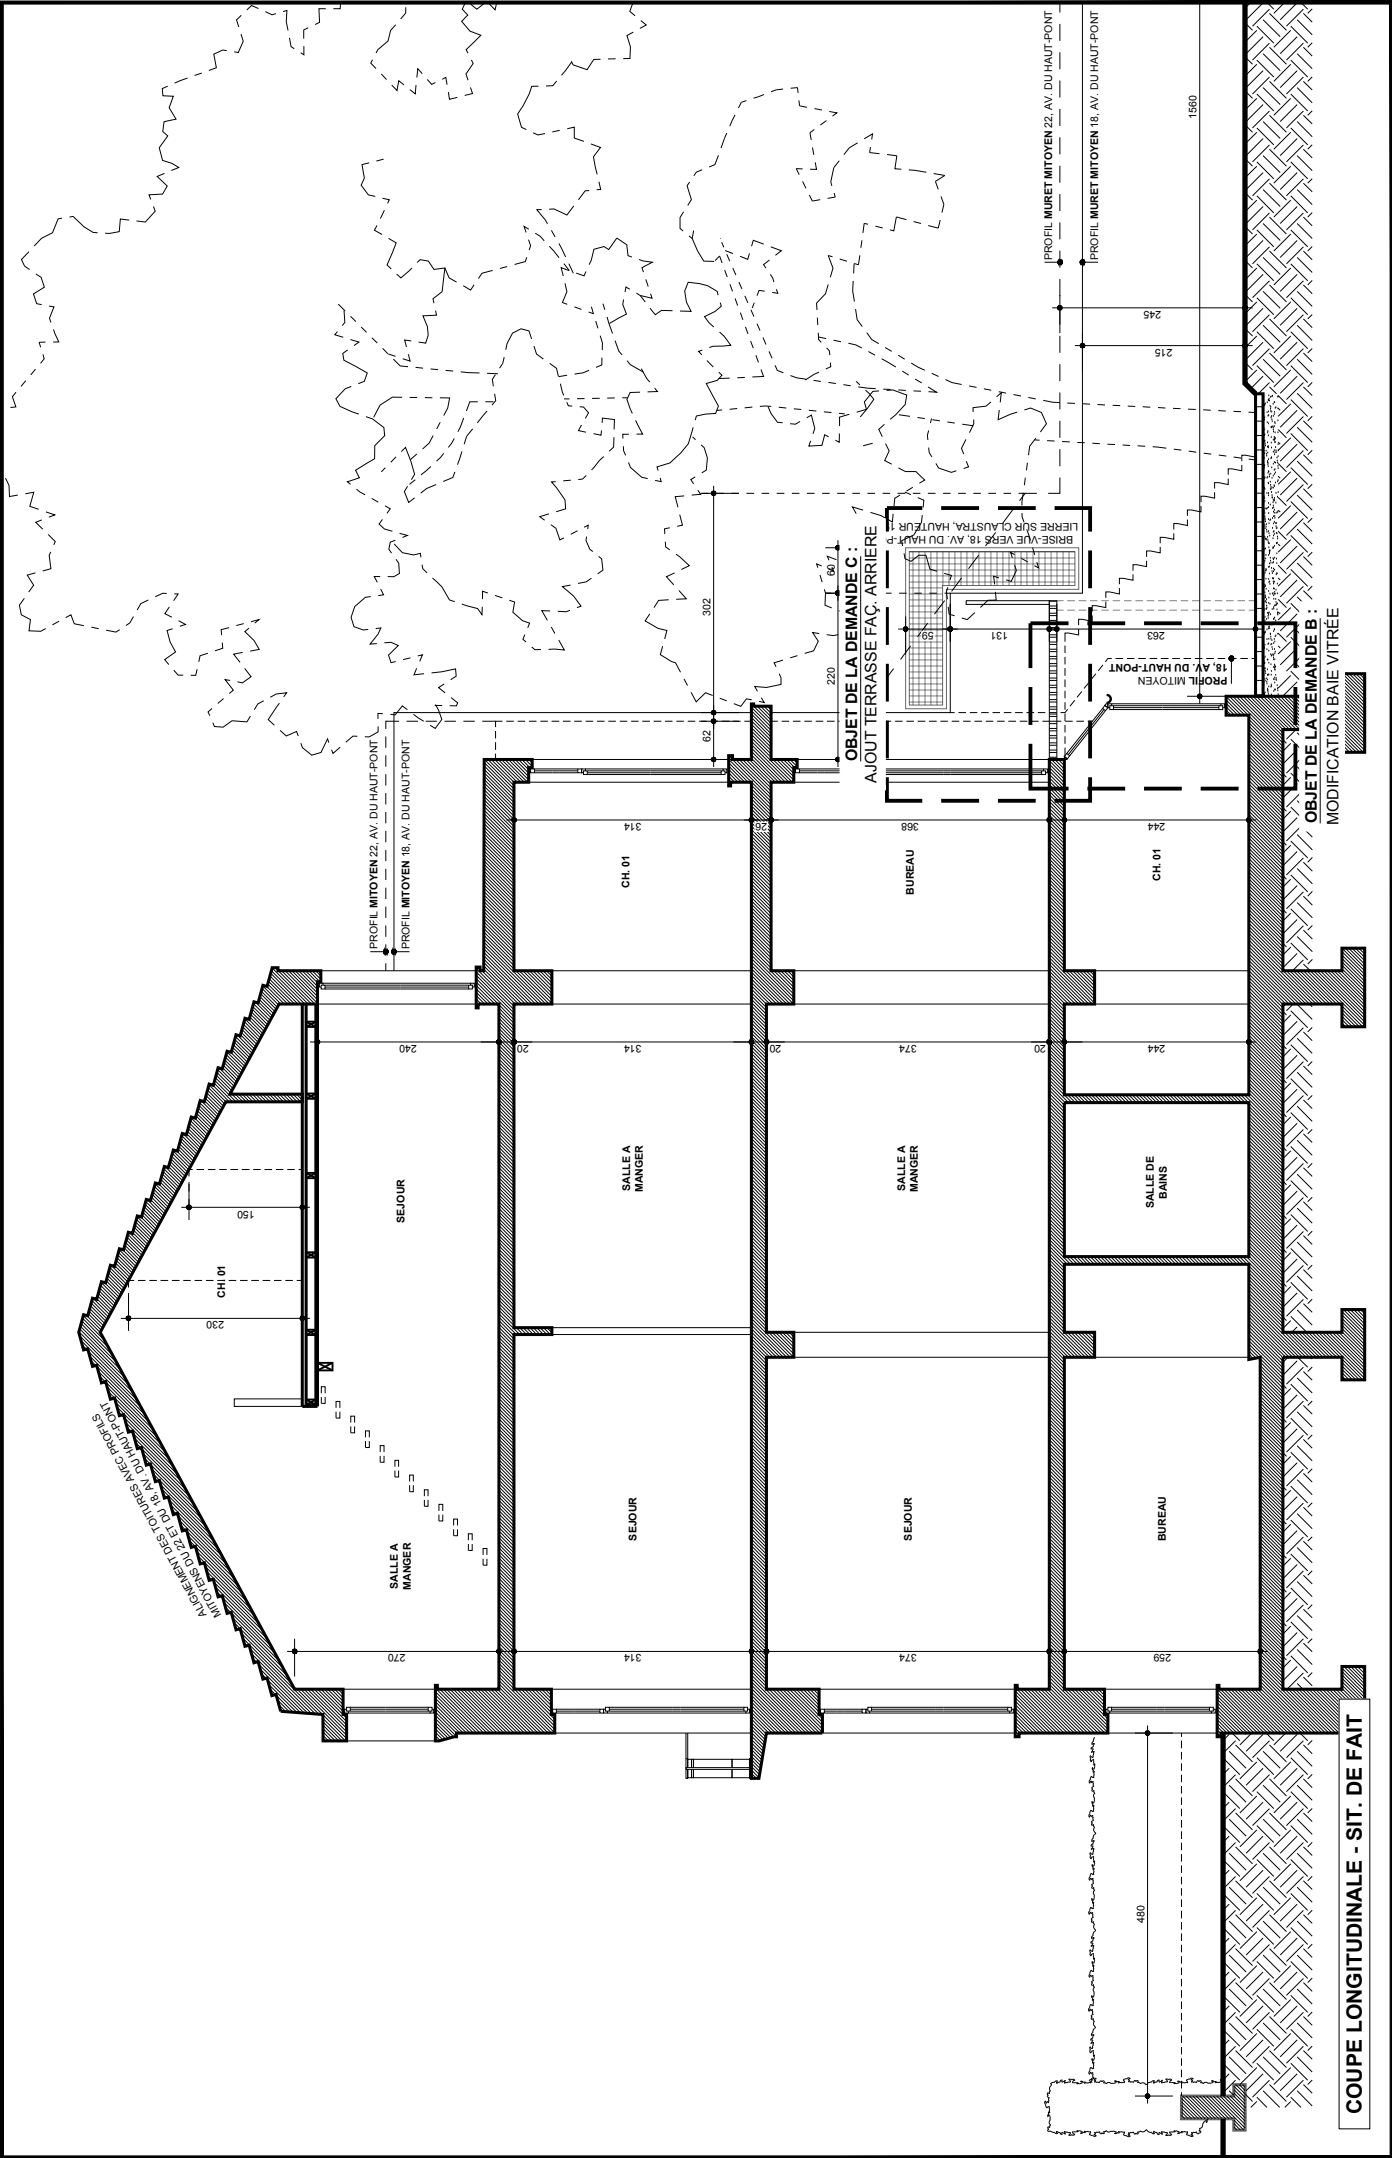 ALIGNEMENT DES TOITURES AVEC PROFILS
MITOYENS DU 22 ET DU 18, AV. DU HAUT-PONT
PROFIL MITOYEN 22, AV. DU HAUT-PONT
PROFIL MITOYEN 18, AV. DU HAUT-PONT
CH. 01
230
150
SALLE A
MANGER
SEJOUR
270
240
SEJOUR
SALLE A
MANGER
CH. 01
314
20
314
314
26
62
302
SEJOUR
SALLE A
MANGER
BUREAU
374
20
374
20
368
220
60
OBJET DE LA DEMANDE C :
AJOUT TERRASSE FAÇ. ARRIERE
BRISE-VUE VERS 18, AV. DU HAUT-P
LIERRE SUR CLAUSTRA, HAUTEUR 1
59
131
263
PROFIL MITOYEN
18, AV. DU HAUT-PONT
BUREAU
SALLE DE
BAINS
CH. 01
259
244
244
PROFIL MURET MITOYEN 22, AV. DU HAUT-PONT
PROFIL MURET MITOYEN 18, AV. DU HAUT-PONT
245
215
1560
480
OBJET DE LA DEMANDE B :
MODIFICATION BAIE VITRÉE
COUPE LONGITUDINALE - SIT. DE FAIT